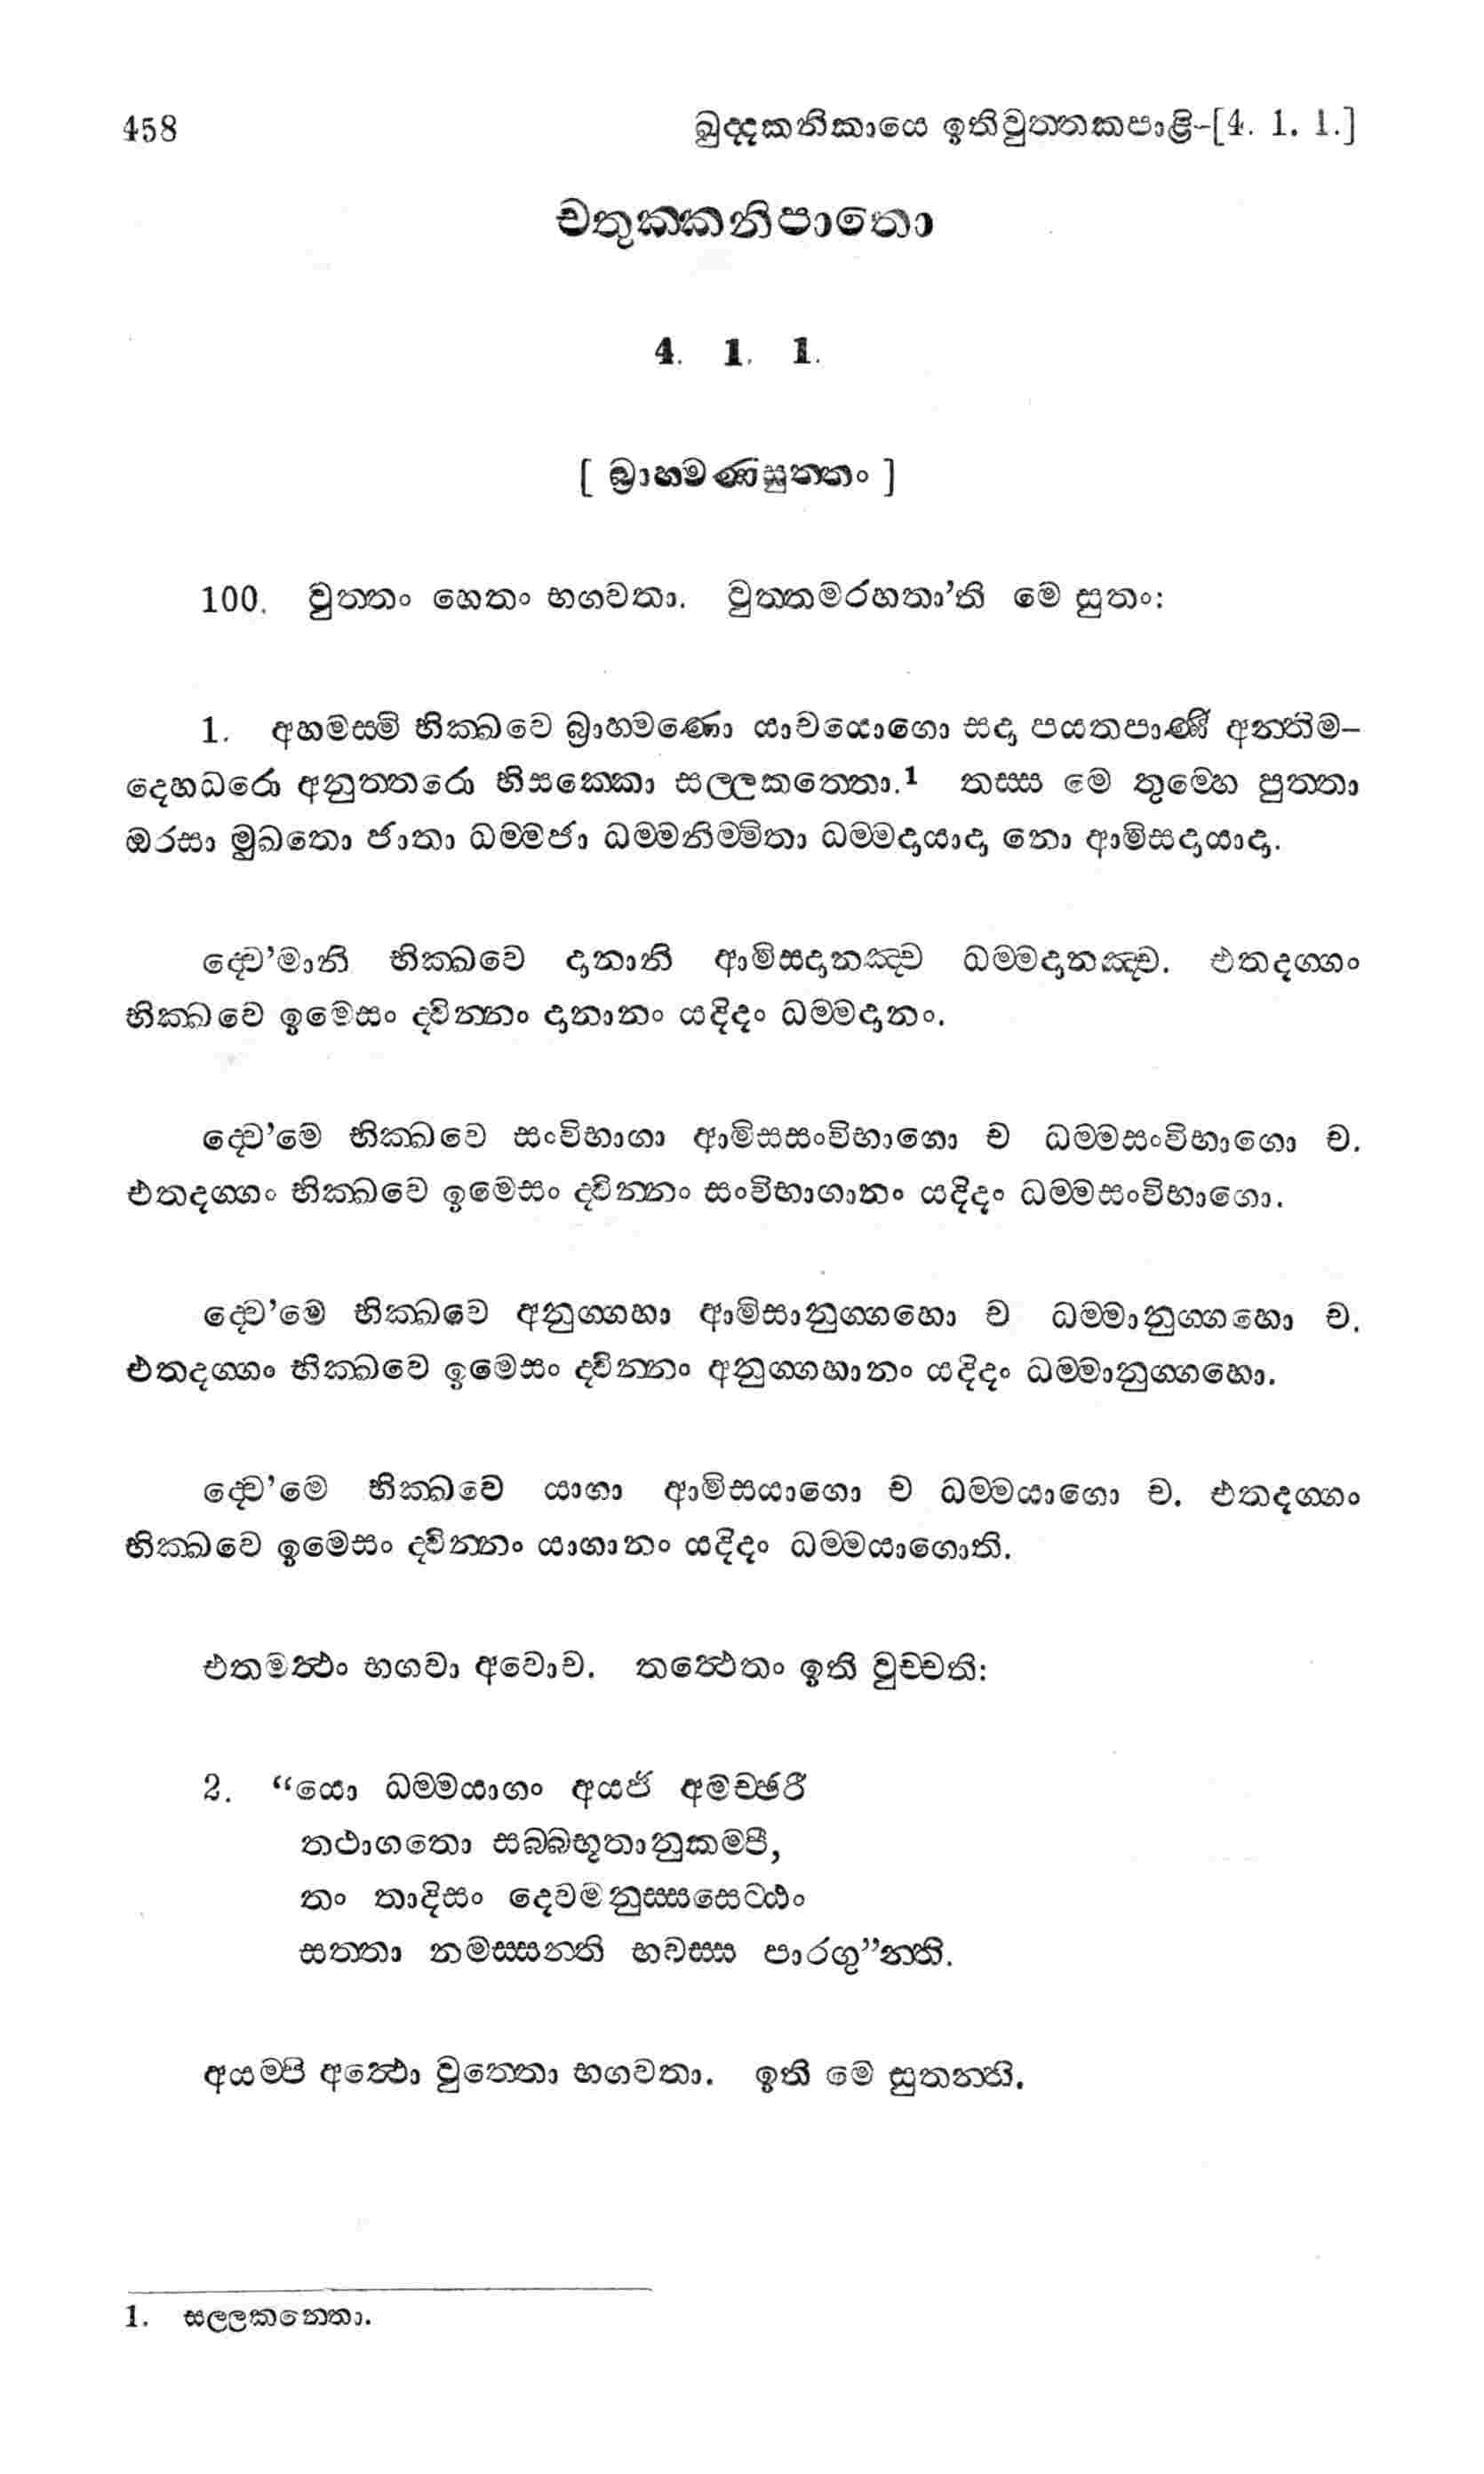 458 ඛුද්දකනිකායෙ ඉතිවුත්තකපාළි-[4. 1. 1.]
චතුක්කනිපාතො
4. 1. 1.
[ බ්‍රාහ්මණසුත්තං ]
100. වුත්තං හෙතං භගවතා. වුත්තමරහතා’ති මෙ සුතං:
1. අහමස්මි භික්ඛවෙ බ්‍රාහ්මණො යාචයොගො සදා පයතපාණී අන්තිම-
දෙහධරො අනුත්තරො භිසක්කො සල්ලකත්තො.¹ තස්ස මෙ තුම්හෙ පුත්තා
ඔරසා මුඛතො ජාතා ධම්මජා ධම්මනිම්මිතා ධම්මදායාදා නො ආමිසදායාදා.
ද්වෙ’මානි භික්ඛවෙ දානානි ආමිසදානඤ්ච ධම්මදානඤ්ච. එතදග්ගං
භික්ඛවෙ ඉමෙසං ද්වින්නං දානානං යදිදං ධම්මදානං.
ද්වෙ’මෙ භික්ඛවෙ සංවිභාගා ආමිසසංවිභාගො ච ධම්මසංවිභාගො ච.
එතදග්ගං භික්ඛවෙ ඉමෙසං ද්වින්නං සංවිභාගානං යදිදං ධම්මසංවිභාගො.
ද්වෙ’මෙ භික්ඛවෙ අනුග්ගහා ආමිසානුග්ගහො ච ධම්මානුග්ගහො ච.
එතදග්ගං භික්ඛවෙ ඉමෙසං ද්වින්නං අනුග්ගහානං යදිදං ධම්මානුග්ගහො.
ද්වෙ’මෙ භික්ඛවෙ යාගා ආමිසයාගො ච ධම්මයාගො ච. එතදග්ගං
භික්ඛවෙ ඉමෙසං ද්වින්නං යාගානං යදිදං ධම්මයාගොති.
එතමත්ථං භගවා අවොච. තත්ථෙතං ඉති වුච්චති:
2. “යො ධම්මයාගං අයජී අමච්ඡරී
තථාගතො සබ්බභූතානුකම්පී,
තං තාදිසං දෙවමනුස්සසෙට්ඨං
සත්තා නමස්සන්ති භවස්ස පාරගු”න්ති.
අයම්පි අත්ථො වුත්තො භගවතා. ඉති මෙ සුතන්ති.
1. සල්ලකන්තො.